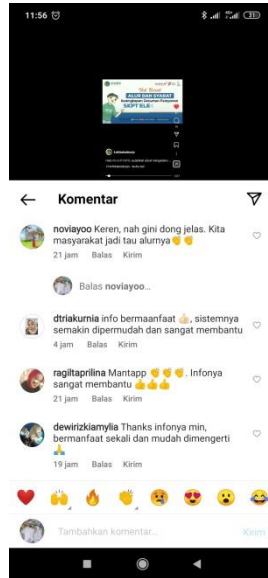 11:56
ALUR DAN SYARAT
← Komentar
noviayoo Keren, nah gini dong jelas. Kita
masyarakat jadi tau alurnya👏👏
21 jam Balas Kirim
Balas noviayoo...
dtriakurnia info bermaanfaat 👍🏻, sistemnya
semakin dipermudah dan sangat membantu
4 jam Balas Kirim
ragiltaprilina Mantapp 👏👏👏. Infonya
sangat membantu 👍👍👍
21 jam Balas Kirim
dewirizkiamylia Thanks infonya min,
bermanfaat sekali dan mudah dimengerti
🙏
19 jam Balas Kirim
Tambahkan komentar... Kirim